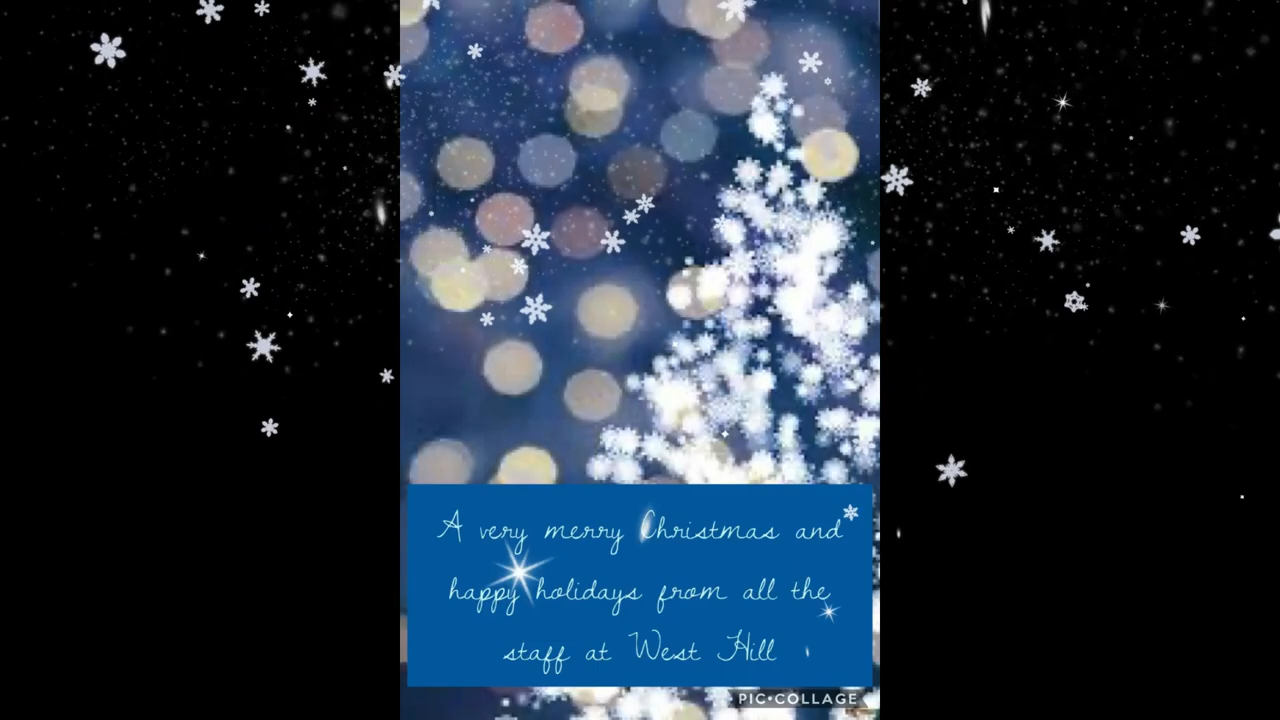 A very merry Christmas and
happy holidays from all the
staff at West Hill
PIC•COLLAGE